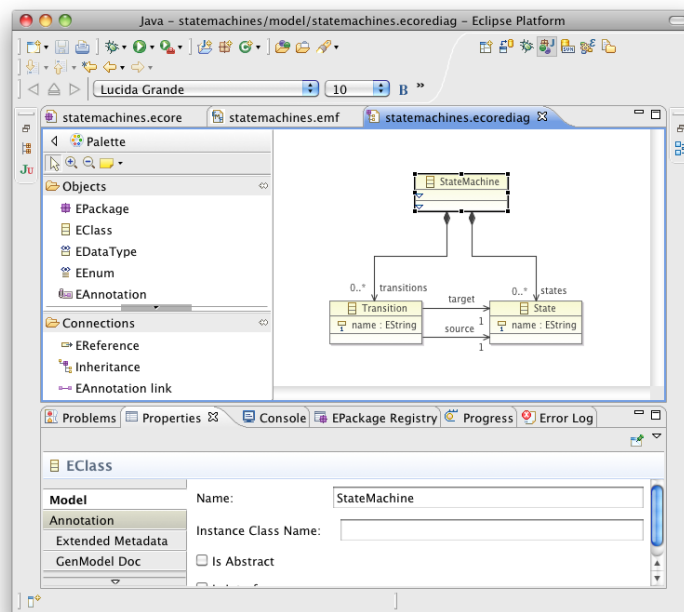 Java – statemachines/model/statemachines.ecorediag – Eclipse Platform
Lucida Grande 10 B »
statemachines.ecore statemachines.emf statemachines.ecorediag
Palette
Objects
EPackage
EClass
EDataType
EEnum
EAnnotation
Connections
EReference
Inheritance
EAnnotation link
StateMachine
0..* transitions 0..* states
Transition target State
name : EString 1 name : EString
source
1
Ju
Problems Properties Console EPackage Registry Progress Error Log
EClass
Model
Annotation
Extended Metadata
GenModel Doc
Name: StateMachine
Instance Class Name:
Is Abstract